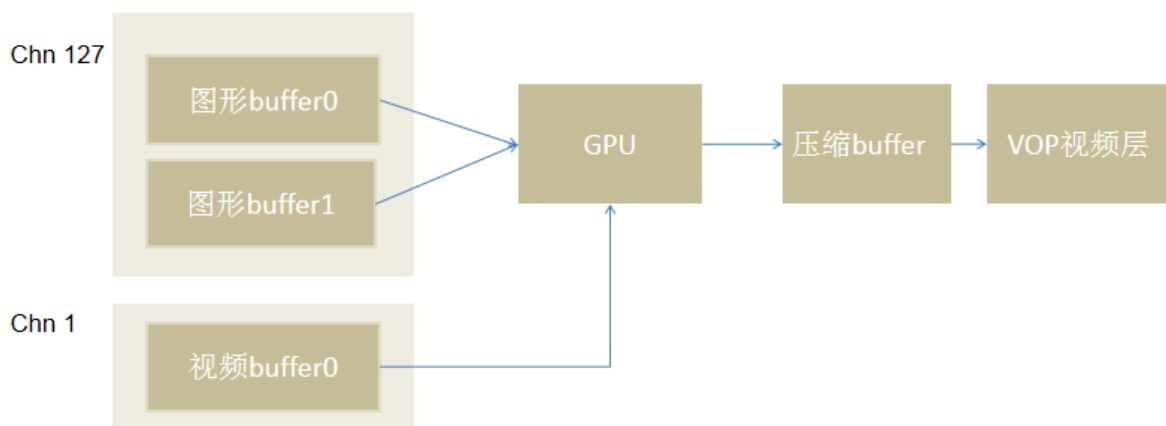 Chn 127
图形buffer0
图形buffer1
GPU
压缩buffer
VOP视频层
Chn 1
视频buffer0